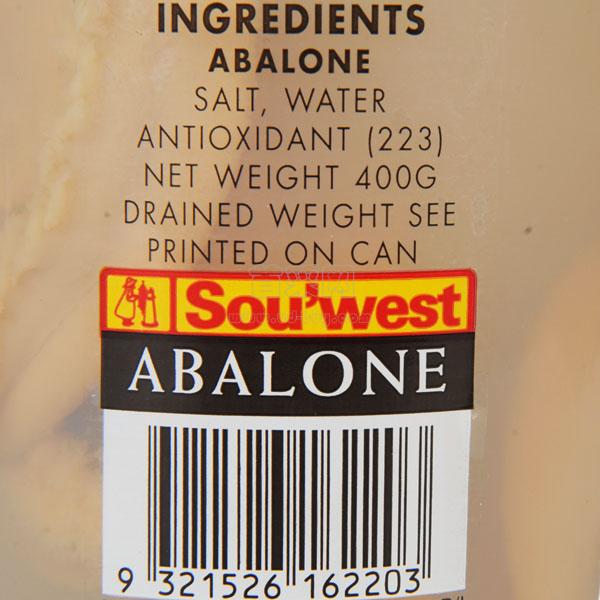 INGREDIENTS
ABALONE
SALT, WATER
ANTIOXIDANT (223)
NET WEIGHT 400G
DRAINED WEIGHT SEE
PRINTED ON CAN
Sou'west
ABALONE
9 321526 162203